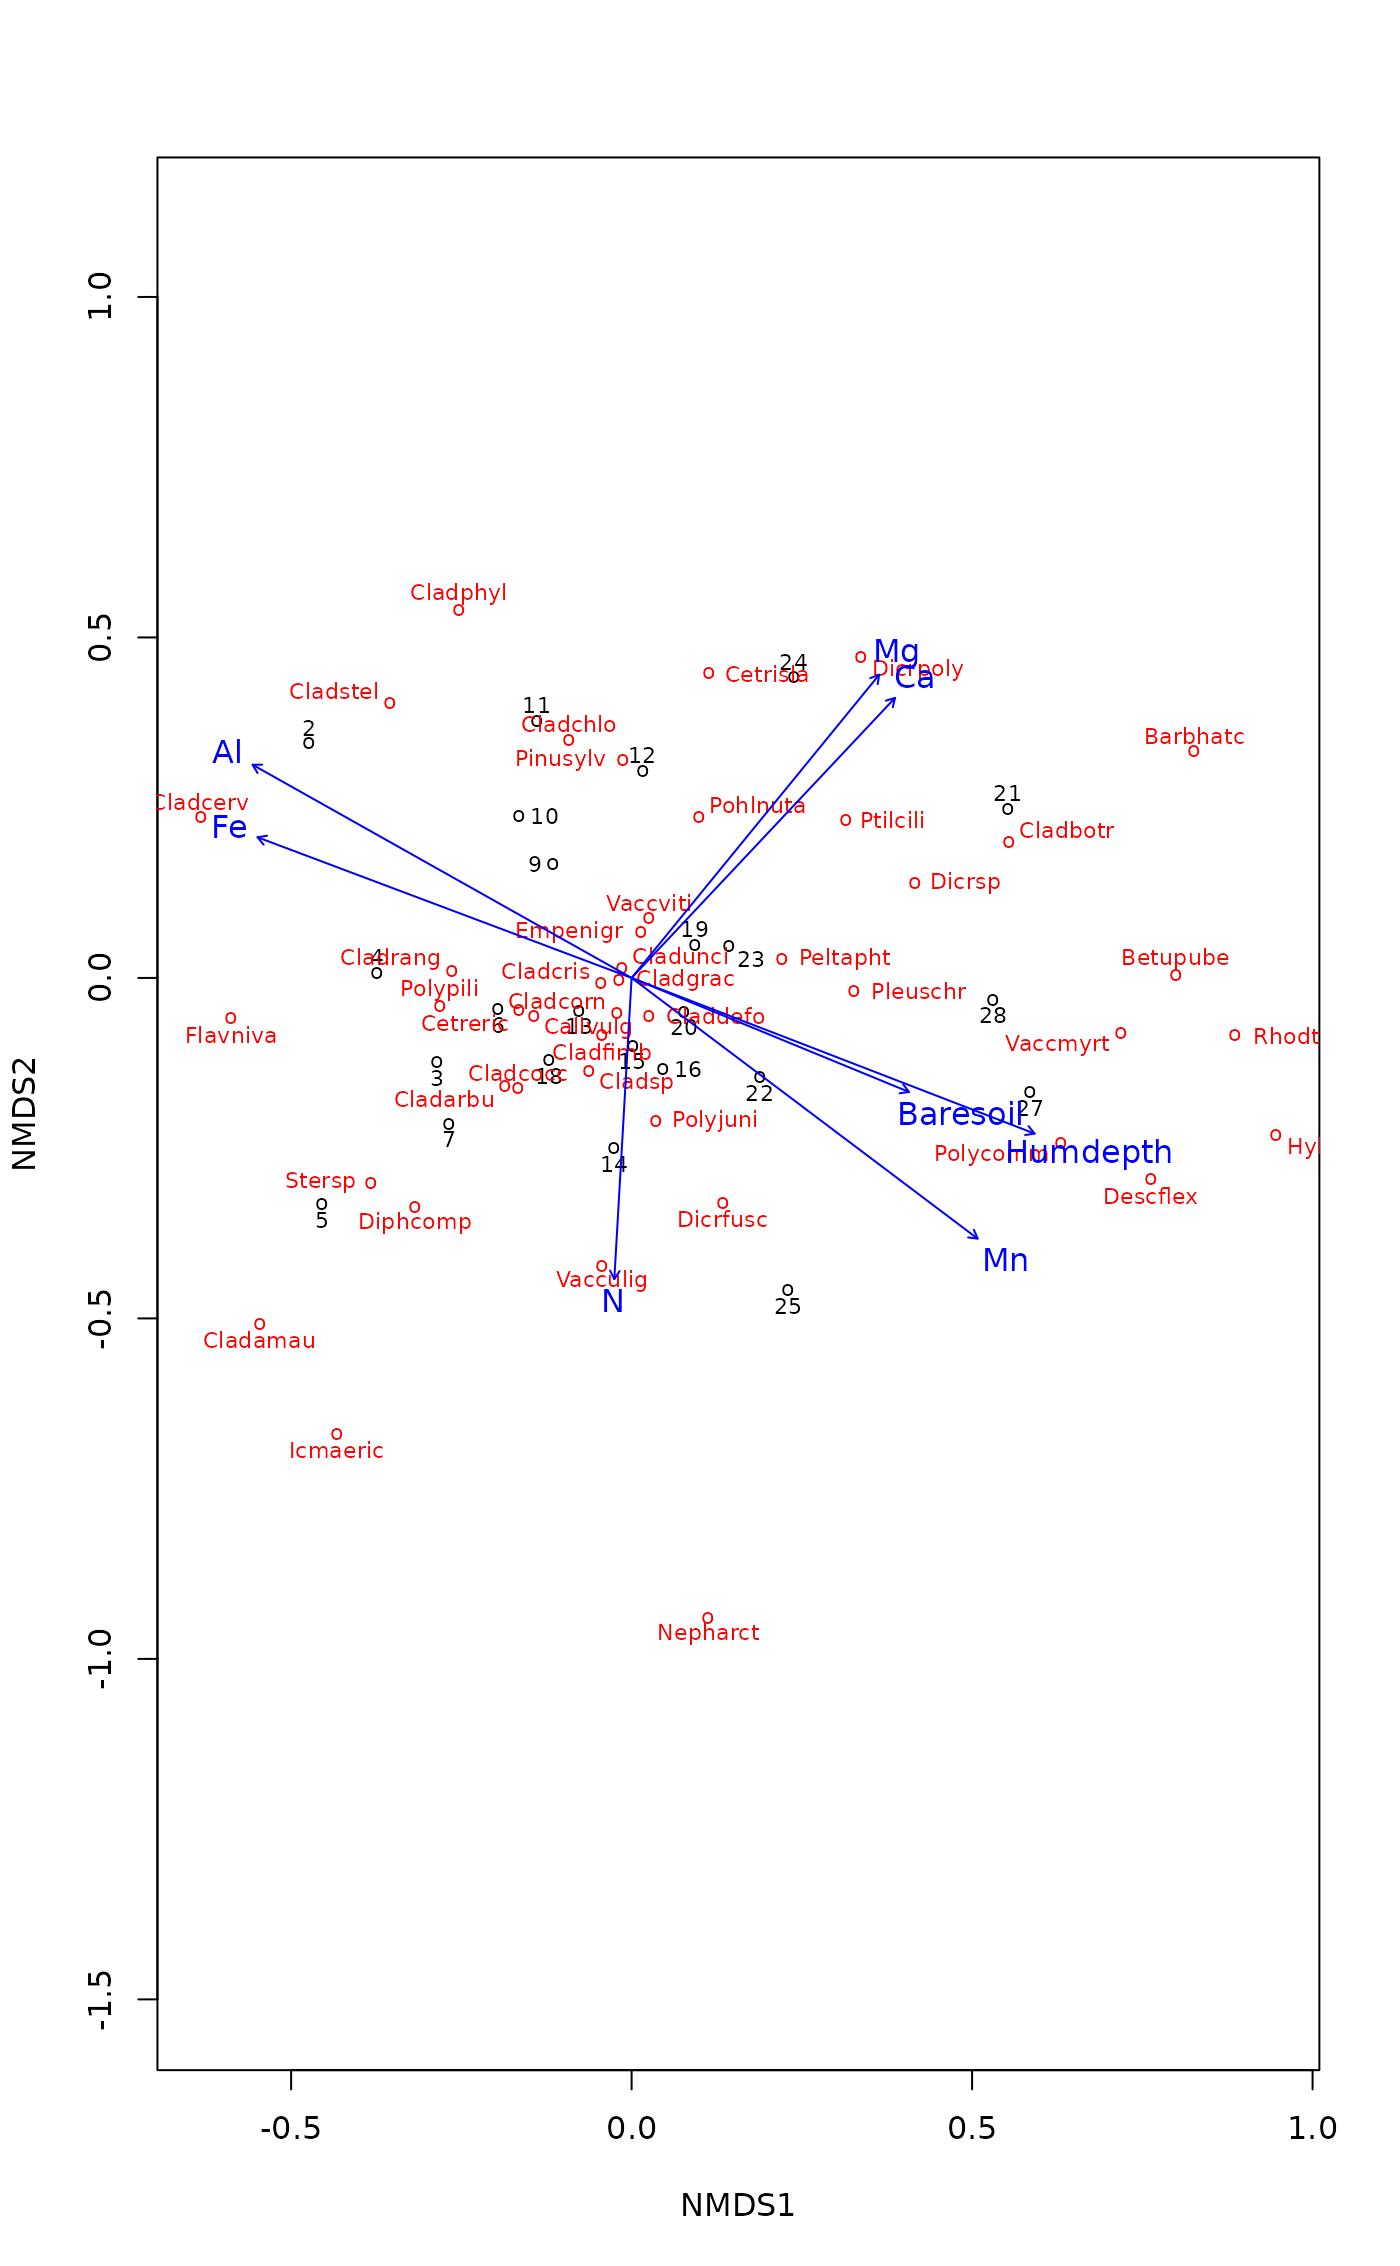 1.0
0.5
0.0
-0.5
-1.0
-1.5
NMDS2
Cladphyl
Mg
24
Dicrpoly
Cetrisla
Ca
Cladstel
11
Cladchlo
2
Barbhatc
Al
Pinusylv
12
21
Cladcerv
Pohlnuta
10
Ptilcili
Fe
Cladbotr
9
Dicrsp
Vaccviti
Empenigr
19
Cladrang
4
Cladunci
23
Peltapht
Betupube
Cladcris
Cladgrac
Polypili
Pleuschr
Cladcorn
Claddefo
28
Cetreric
6
13
Callvulg
20
Flavniva
Rhodt
Vaccmyrt
Cladfimb
15
3
Cladcocc
18
Cladsp
16
22
Cladarbu
27
Baresoil
Polyjuni
7
Polycomm
Humdepth
Hy
14
Stersp
Descflex
5
Diphcomp
Dicrfusc
Mn
Vacculig
N
25
Cladamau
Icmaeric
Nepharct
-0.5
0.0
0.5
1.0
NMDS1